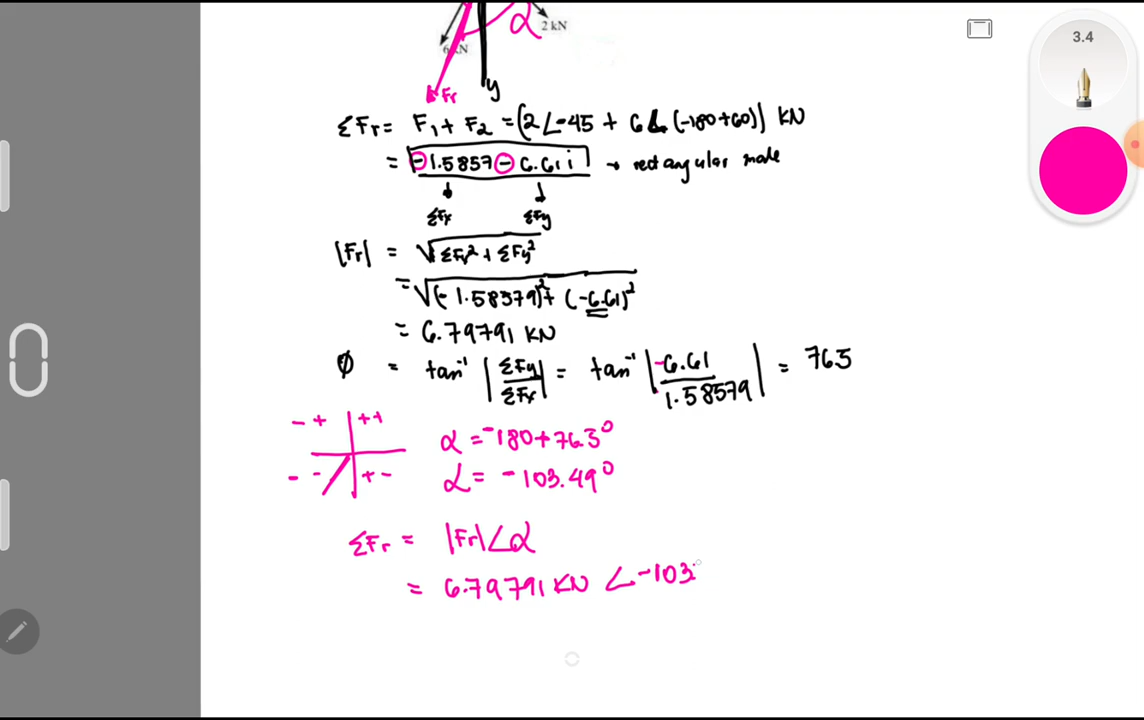 3.4
α
2 kN
6 kN
Fr
y
ΣFr = F1 + F2 = (2∠-45 + 6∠(-180+60)) KN
= -1.5857 - 6.61 i → rectangular mode
ΣFx ΣFy
|Fr| = √ΣFx² + ΣFy²
= √(-1.58579)² + (-6.61)²
= 6.79791 KN
Ø = tan⁻¹ |ΣFy/ΣFx| = tan⁻¹ |-6.61/1.58579| = 76.5
- + ++
- - + -
α = -180 + 76.5°
α = -103.49°
ΣFr = |Fr|∠α
= 6.79791 KN ∠-103.